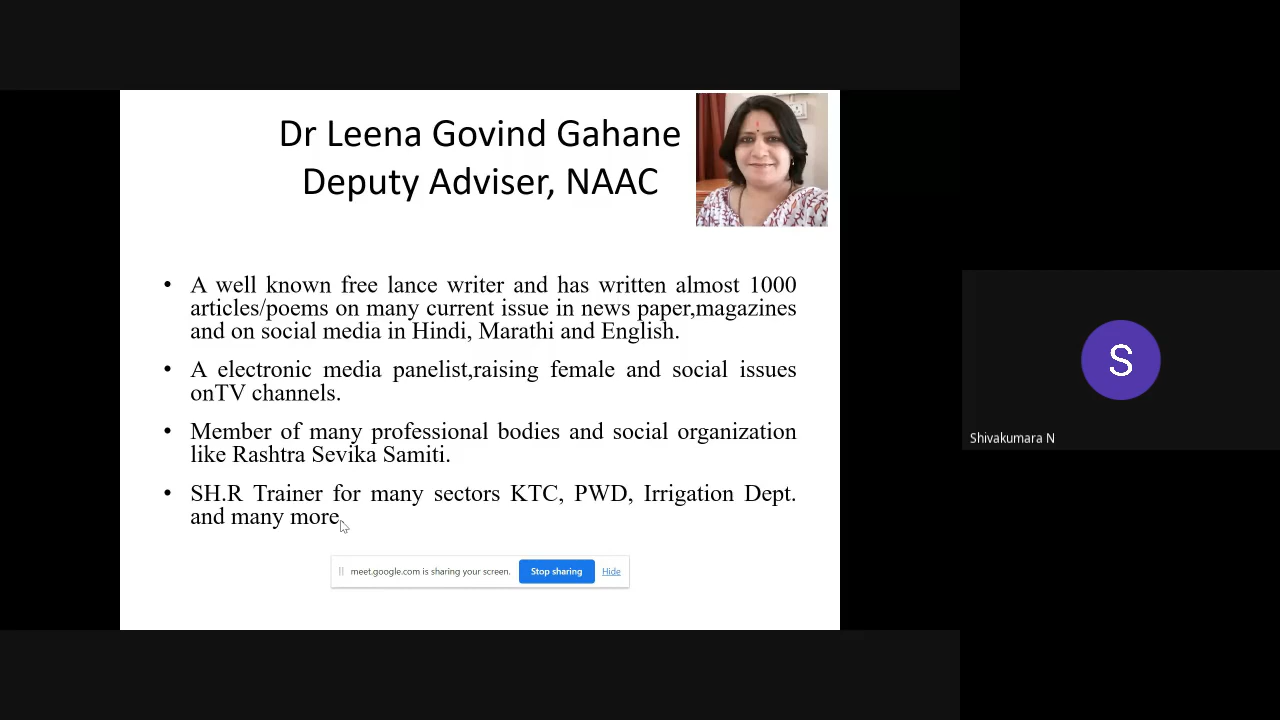 Dr Leena Govind Gahane
Deputy Adviser, NAAC
• A well known free lance writer and has written almost 1000
articles/poems on many current issue in news paper,magazines
and on social media in Hindi, Marathi and English.
• A electronic media panelist,raising female and social issues
onTV channels.
• Member of many professional bodies and social organization
like Rashtra Sevika Samiti.
• SH.R Trainer for many sectors KTC, PWD, Irrigation Dept.
and many more
meet.google.com is sharing your screen. Stop sharing Hide
S
Shivakumara N